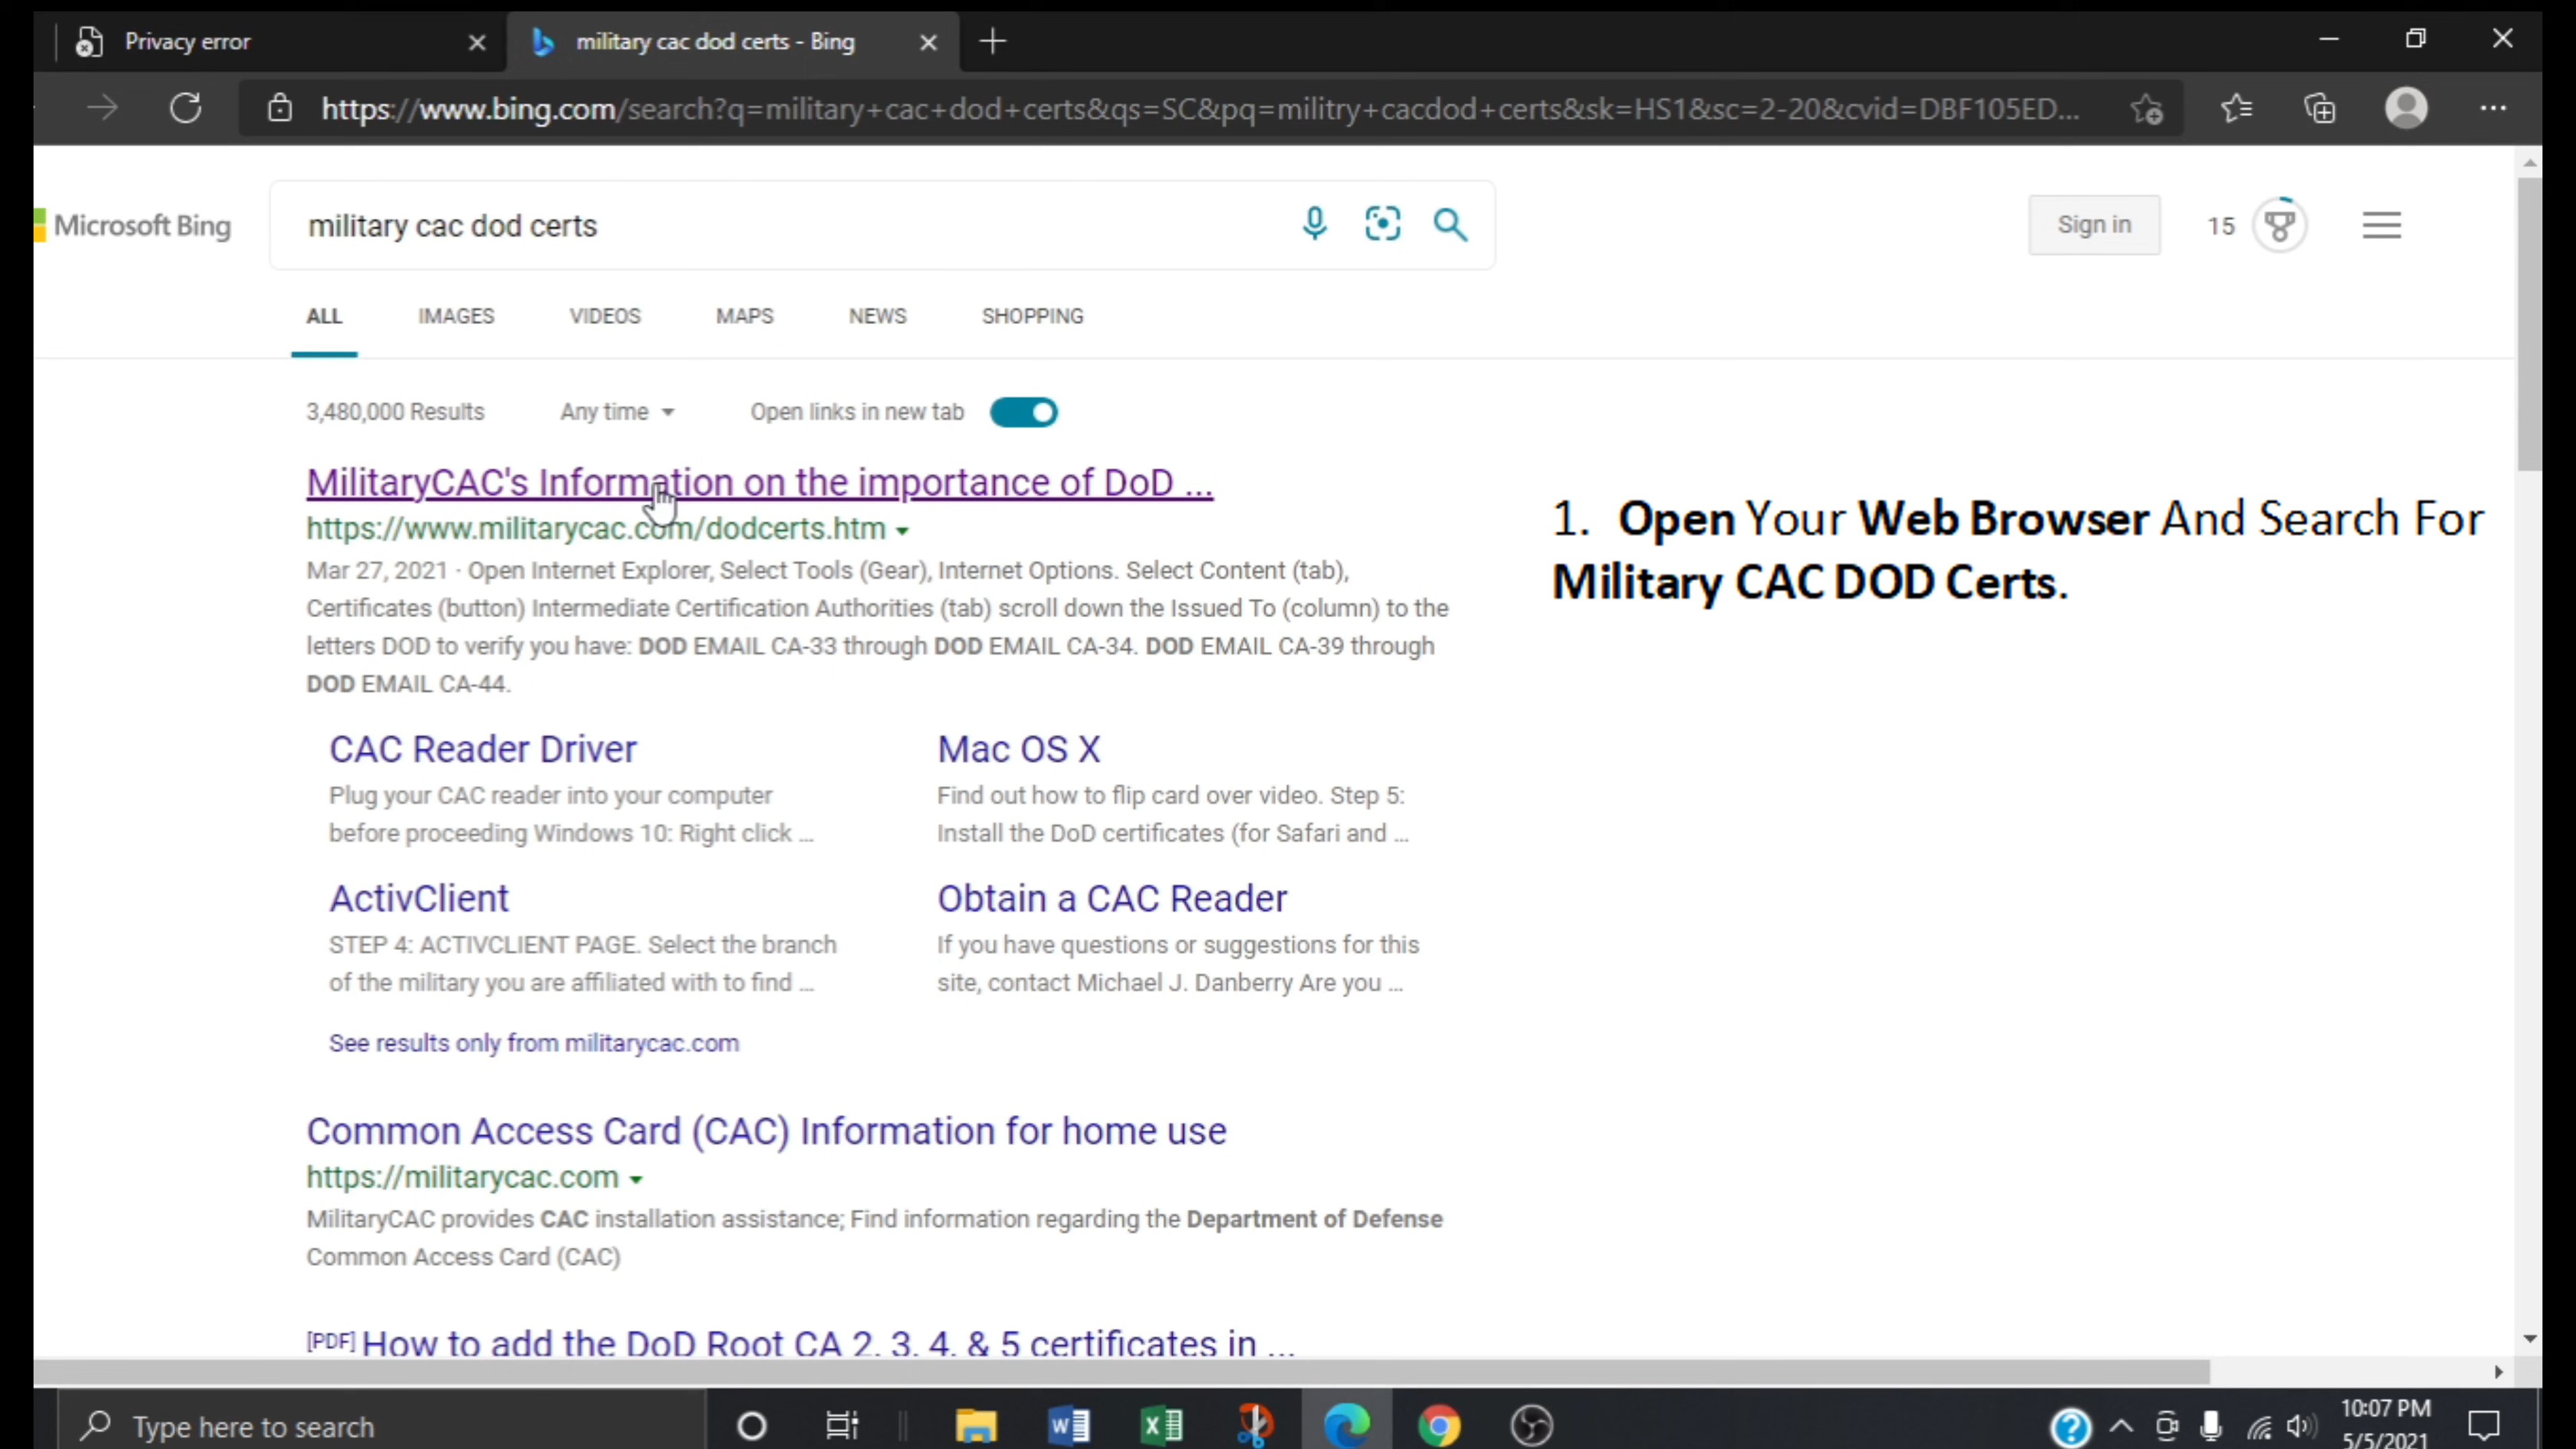 Privacy error
military cac dod certs - Bing
https://www.bing.com/search?q=military+cac+dod+certs&qs=SC&pq=militry+cacdod+certs&sk=HS1&sc=2-20&cvid=DBF105ED...
Microsoft Bing
military cac dod certs
Sign in
15
ALL IMAGES VIDEOS MAPS NEWS SHOPPING
3,480,000 Results Any time Open links in new tab
MilitaryCAC's Information on the importance of DoD ...
https://www.militarycac.com/dodcerts.htm
Mar 27, 2021 · Open Internet Explorer, Select Tools (Gear), Internet Options. Select Content (tab),
Certificates (button) Intermediate Certification Authorities (tab) scroll down the Issued To (column) to the
letters DOD to verify you have: DOD EMAIL CA-33 through DOD EMAIL CA-34. DOD EMAIL CA-39 through
DOD EMAIL CA-44.
1. Open Your Web Browser And Search For
Military CAC DOD Certs.
CAC Reader Driver
Plug your CAC reader into your computer
before proceeding Windows 10: Right click ...
Mac OS X
Find out how to flip card over video. Step 5:
Install the DoD certificates (for Safari and ...
ActivClient
STEP 4: ACTIVCLIENT PAGE. Select the branch
of the military you are affiliated with to find ...
Obtain a CAC Reader
If you have questions or suggestions for this
site, contact Michael J. Danberry Are you ...
See results only from militarycac.com
Common Access Card (CAC) Information for home use
https://militarycac.com
MilitaryCAC provides CAC installation assistance; Find information regarding the Department of Defense
Common Access Card (CAC)
[PDF] How to add the DoD Root CA 2, 3, 4, & 5 certificates in ...
Type here to search
10:07 PM
5/5/2021